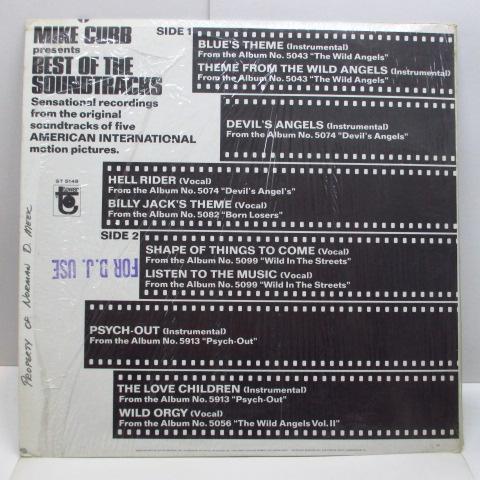 MIKE CURB
presents
BEST OF THE
SOUNDTRACKS
Sensational recordings
from the original
soundtracks of five
AMERICAN INTERNATIONAL
motion pictures.
ST 5148
Tower
SIDE 1
BLUE'S THEME (Instrumental)
From the Album No. 5043 "The Wild Angels"
THEME FROM THE WILD ANGELS (Instrumental)
From the Album No. 5043 "The Wild Angels"
DEVIL'S ANGELS (Instrumental)
From the Album No. 5074 "Devil's Angels"
HELL RIDER (Vocal)
From the Album No. 5074 "Devil's Angel's"
BILLY JACK'S THEME (Vocal)
From the Album No. 5082 "Born Losers"
SIDE 2
SHAPE OF THINGS TO COME (Vocal)
From the Album No. 5099 "Wild In The Streets"
LISTEN TO THE MUSIC (Vocal)
From the Album No. 5099 "Wild In The Streets"
PSYCH-OUT (Instrumental)
From the Album No. 5913 "Psych-Out"
THE LOVE CHILDREN (Instrumental)
From the Album No. 5913 "Psych-Out"
WILD ORGY (Vocal)
From the Album No. 5056 "The Wild Angels Vol. II"
FOR D.J. USE
PROPERTY OF NORMAN D. MEEK